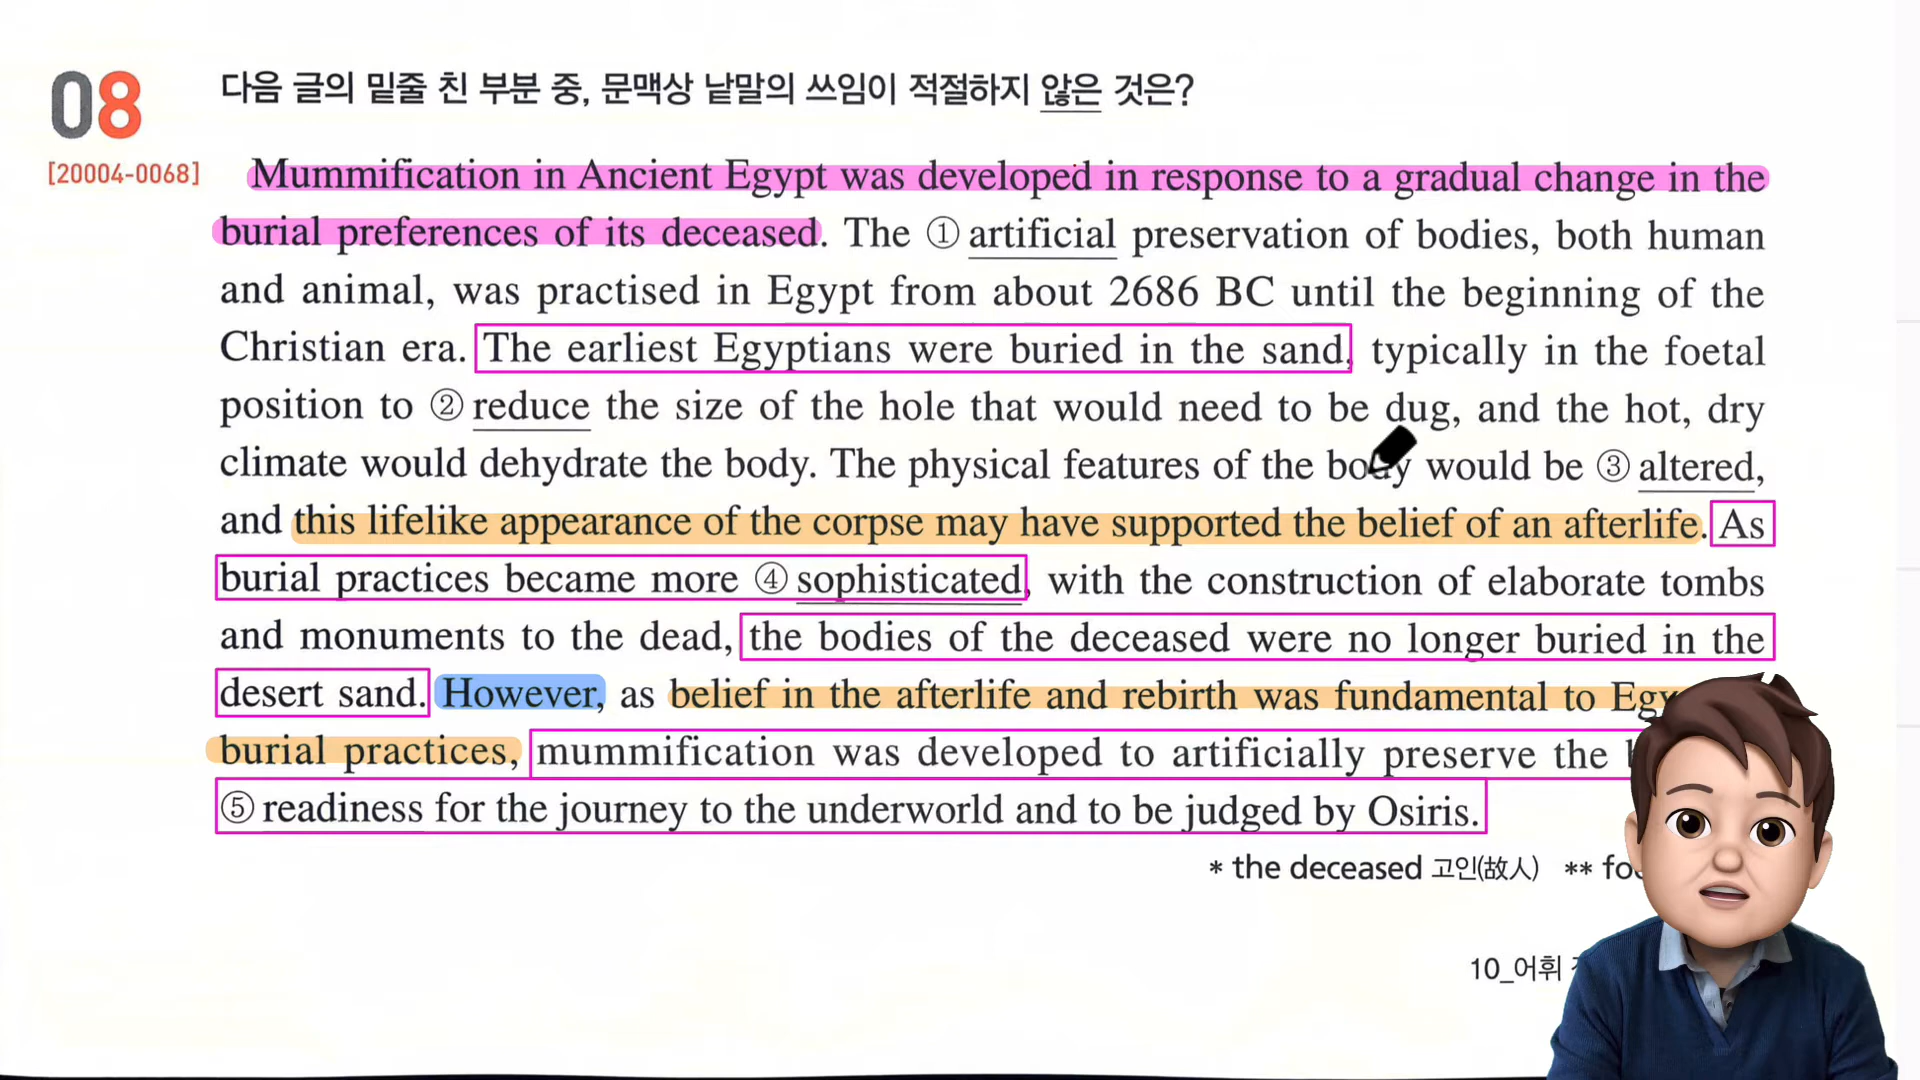 08
[20004-0068]
다음 글의 밑줄 친 부분 중, 문맥상 낱말의 쓰임이 적절하지 않은 것은?
Mummification in Ancient Egypt was developed in response to a gradual change in the
burial preferences of its deceased. The ① artificial preservation of bodies, both human
and animal, was practised in Egypt from about 2686 BC until the beginning of the
Christian era. The earliest Egyptians were buried in the sand, typically in the foetal
position to ② reduce the size of the hole that would need to be dug, and the hot, dry
climate would dehydrate the body. The physical features of the body would be ③ altered,
and this lifelike appearance of the corpse may have supported the belief of an afterlife. As
burial practices became more ④ sophisticated, with the construction of elaborate tombs
and monuments to the dead, the bodies of the deceased were no longer buried in the
desert sand. However, as belief in the afterlife and rebirth was fundamental to
burial practices, mummification was developed to artificially preserve the
⑤ readiness for the journey to the underworld and to be judged by Osiris.
* the deceased 고인(故人) **
10_어휘